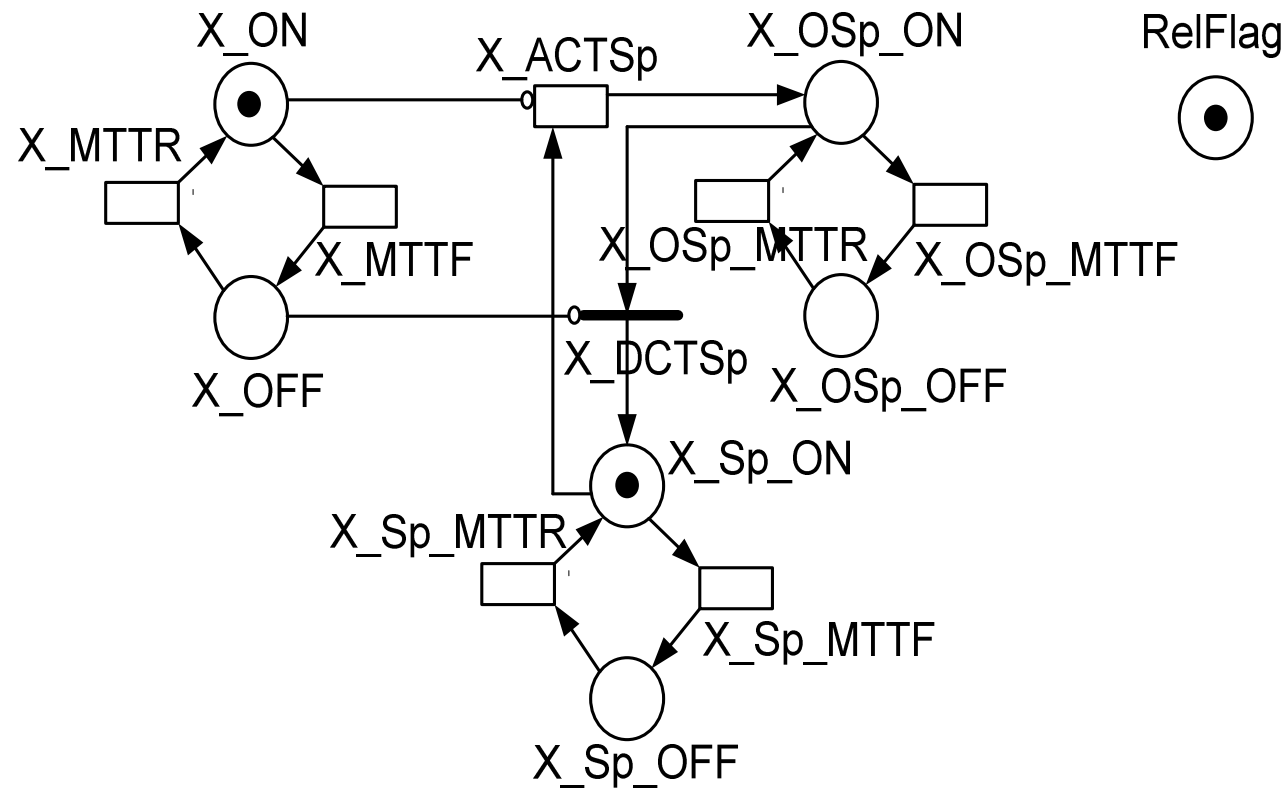 X_ON
X_ACTSp
X_OSp_ON
RelFlag
X_MTTR
X_MTTF
X_OSp_MTTR
X_OSp_MTTF
X_OFF
X_DCTSp
X_OSp_OFF
X_Sp_ON
X_Sp_MTTR
X_Sp_MTTF
X_Sp_OFF